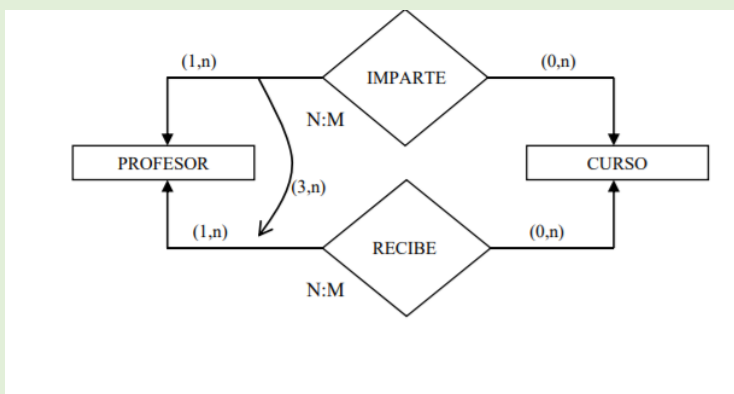 (1,n)
(0,n)
IMPARTE
N:M
PROFESOR
CURSO
(3,n)
(1,n)
(0,n)
RECIBE
N:M